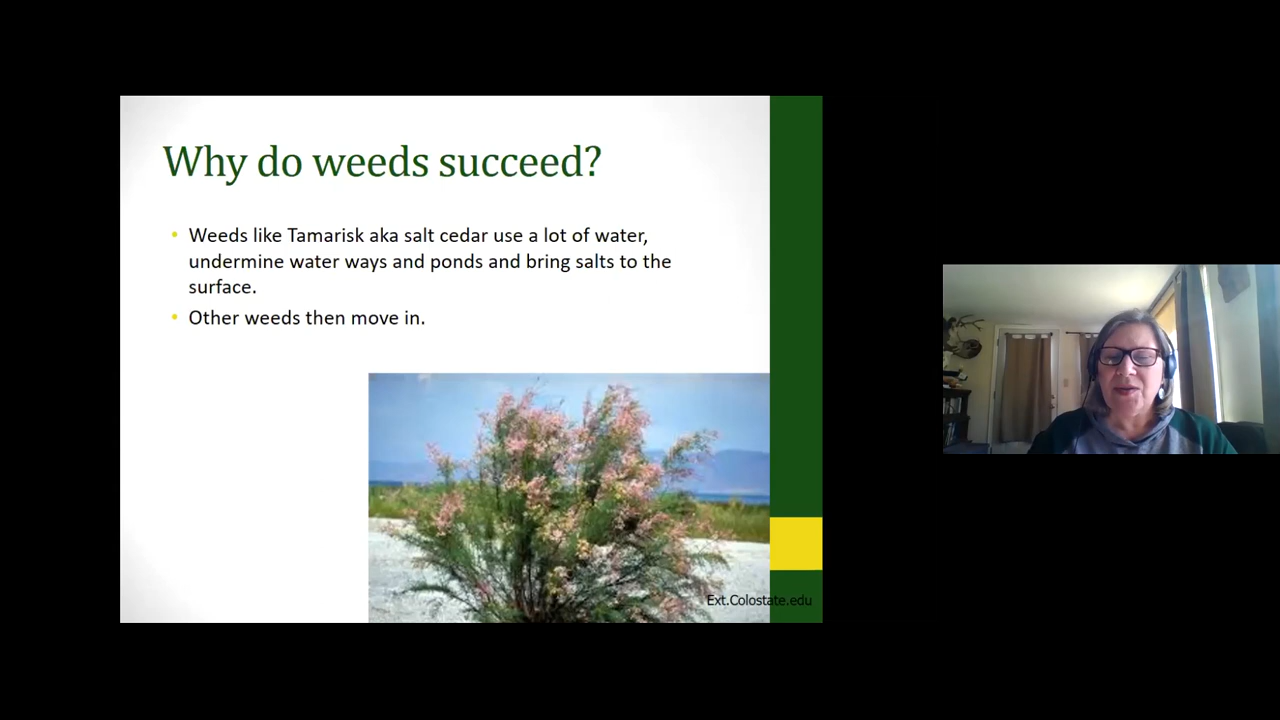 Why do weeds succeed?
• Weeds like Tamarisk aka salt cedar use a lot of water,
undermine water ways and ponds and bring salts to the
surface.
• Other weeds then move in.
Ext.Colostate.edu